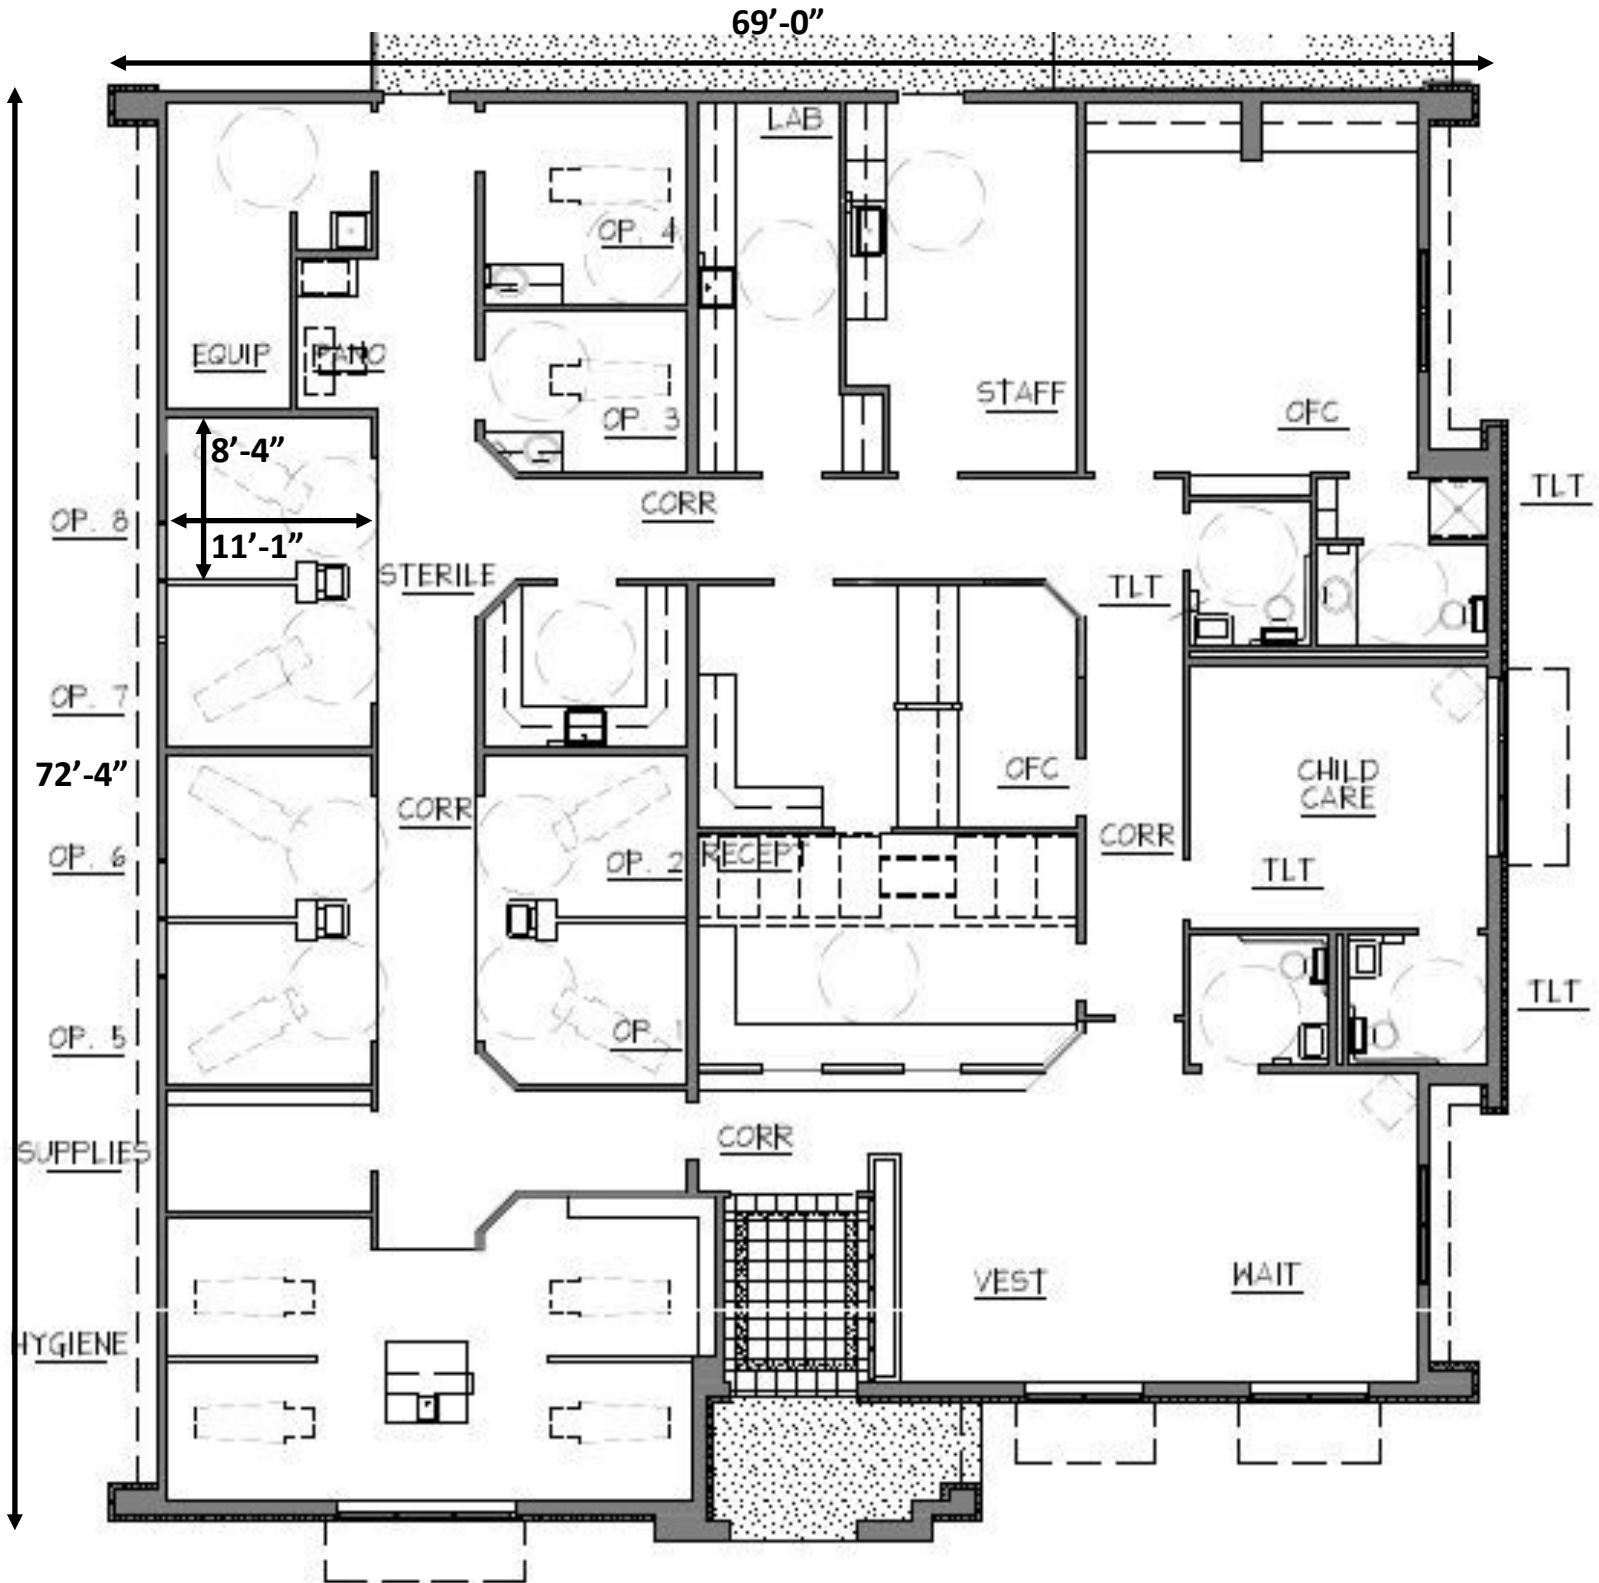 69’-0”
LAB
OP. 4
EQUIP
PANO
OP. 3
STAFF
OFC
8’-4”
CORR
TLT
OP. 8
11’-1”
STERILE
TLT
OP. 7
72’-4”
OFC
CHILD
CARE
CORR
CORR
OP. 6
OP. 2
RECEPT
TLT
OP. 5
OP. 1
TLT
SUPPLIES
CORR
VEST
WAIT
HYGIENE